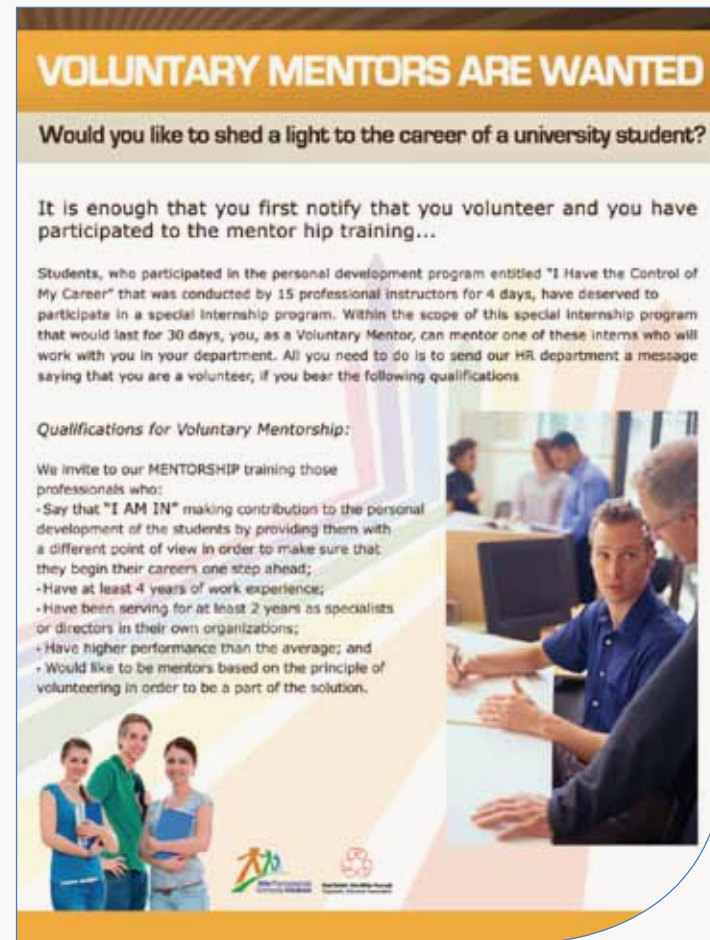 VOLUNTARY MENTORS ARE WANTED
Would you like to shed a light to the career of a university student?
It is enough that you first notify that you volunteer and you have
participated to the mentor hip training...
Students, who participated in the personal development program entitled "I Have the Control of
My Career" that was conducted by 15 professional instructors for 4 days, have deserved to
participate in a special internship program. Within the scope of this special internship program
that would last for 30 days, you, as a Voluntary Mentor, can mentor one of these interns who will
work with you in your department. All you need to do is to send our HR department a message
saying that you are a volunteer, if you bear the following qualifications
Qualifications for Voluntary Mentorship:
We invite to our MENTORSHIP training those
professionals who:
- Say that "I AM IN" making contribution to the personal
development of the students by providing them with
a different point of view in order to make sure that
they begin their careers one step ahead;
- Have at least 4 years of work experience;
- Have been serving for at least 2 years as specialists
or directors in their own organizations;
- Have higher performance than the average; and
- Would like to be mentors based on the principle of
volunteering in order to be a part of the solution.